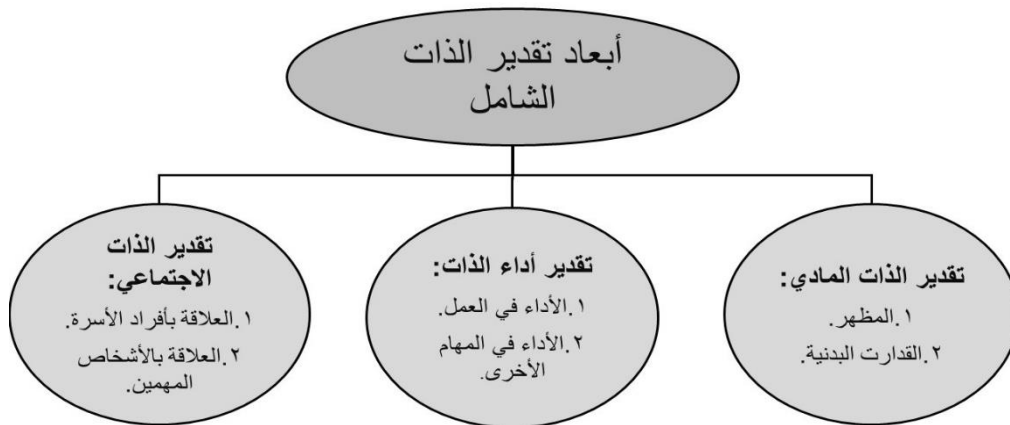 أبعاد تقدير الذات
الشامل
تقدير الذات المادي:
١.المظهر.
٢.القدارت البدنية.
تقدير أداء الذات:
١.الأداء في العمل.
٢.الأداء في المهام
الأخرى.
تقدير الذات
الاجتماعي:
١.العلاقة بأفراد الأسرة.
٢.العلاقة بالأشخاص
المهمين.